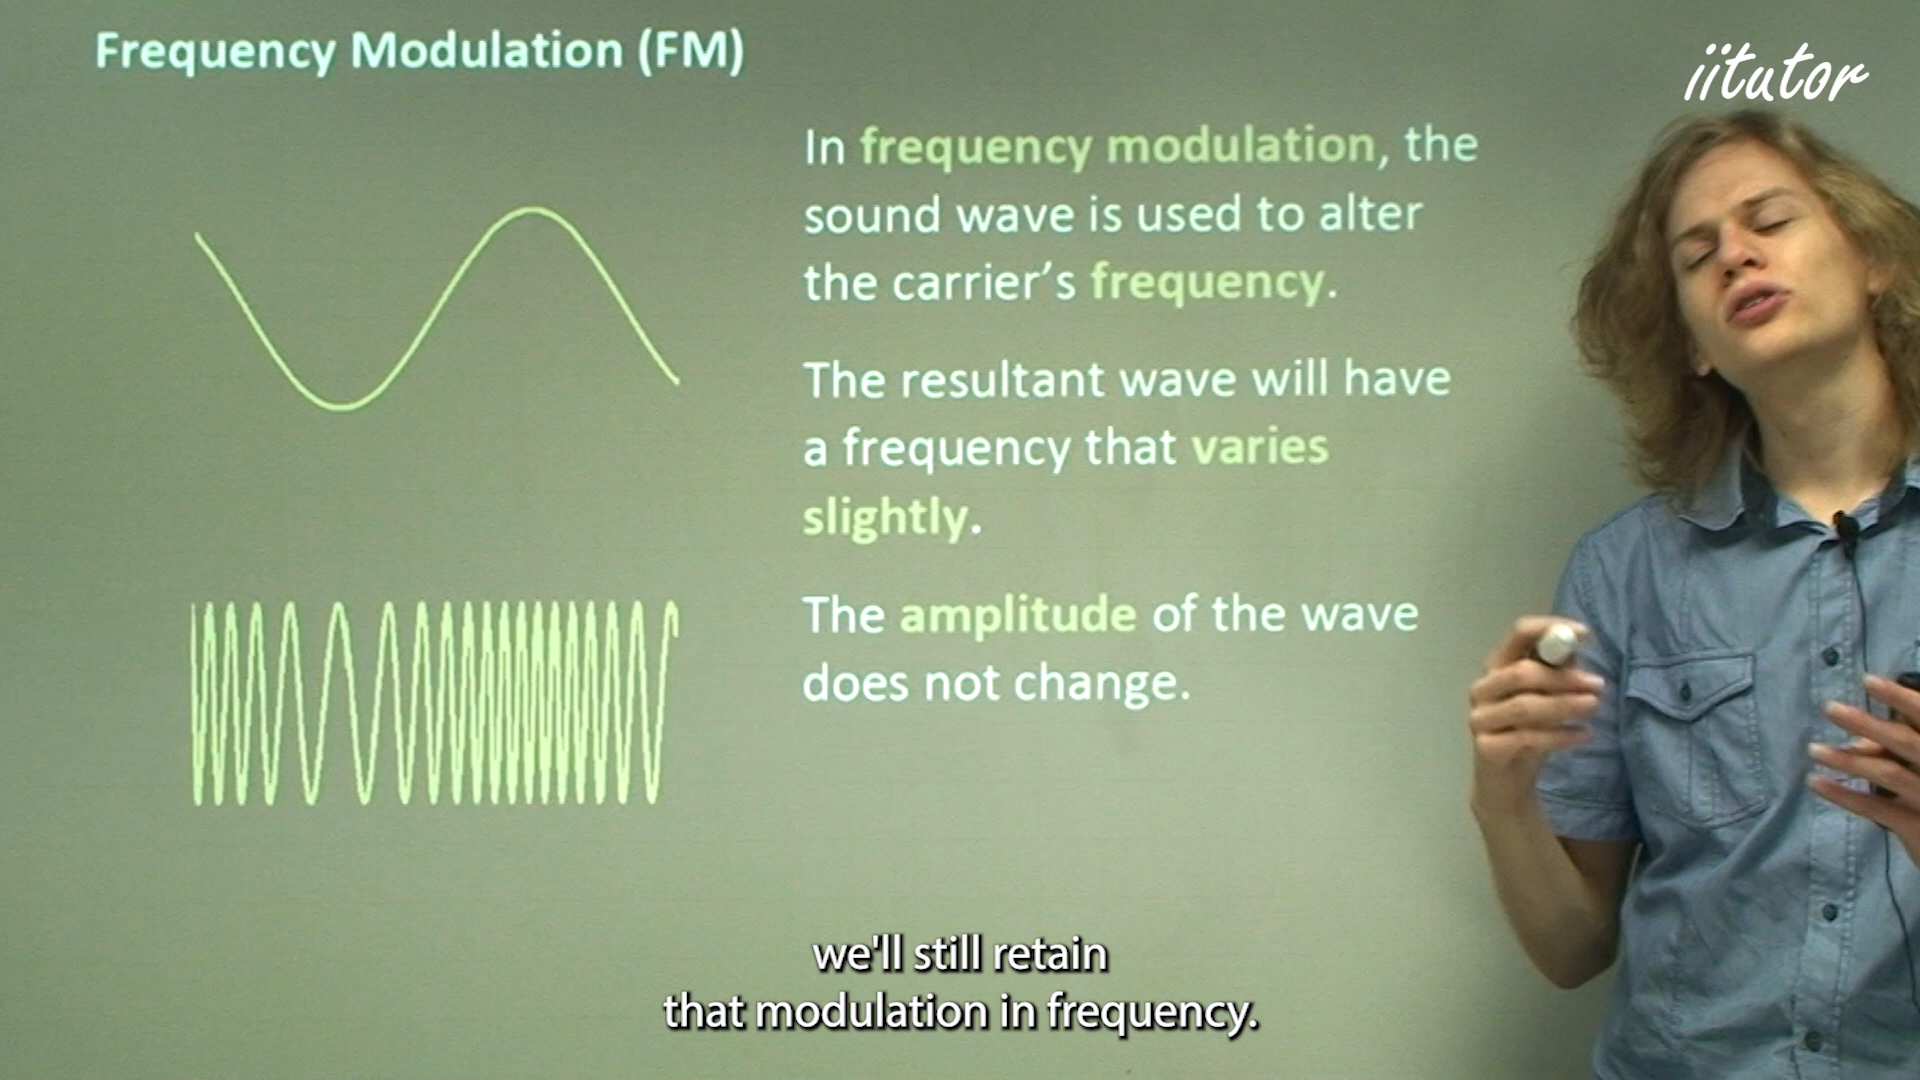 Frequency Modulation (FM)
iitutor
In frequency modulation, the
sound wave is used to alter
the carrier’s frequency.
The resultant wave will have
a frequency that varies
slightly.
The amplitude of the wave
does not change.
we'll still retain
that modulation in frequency.